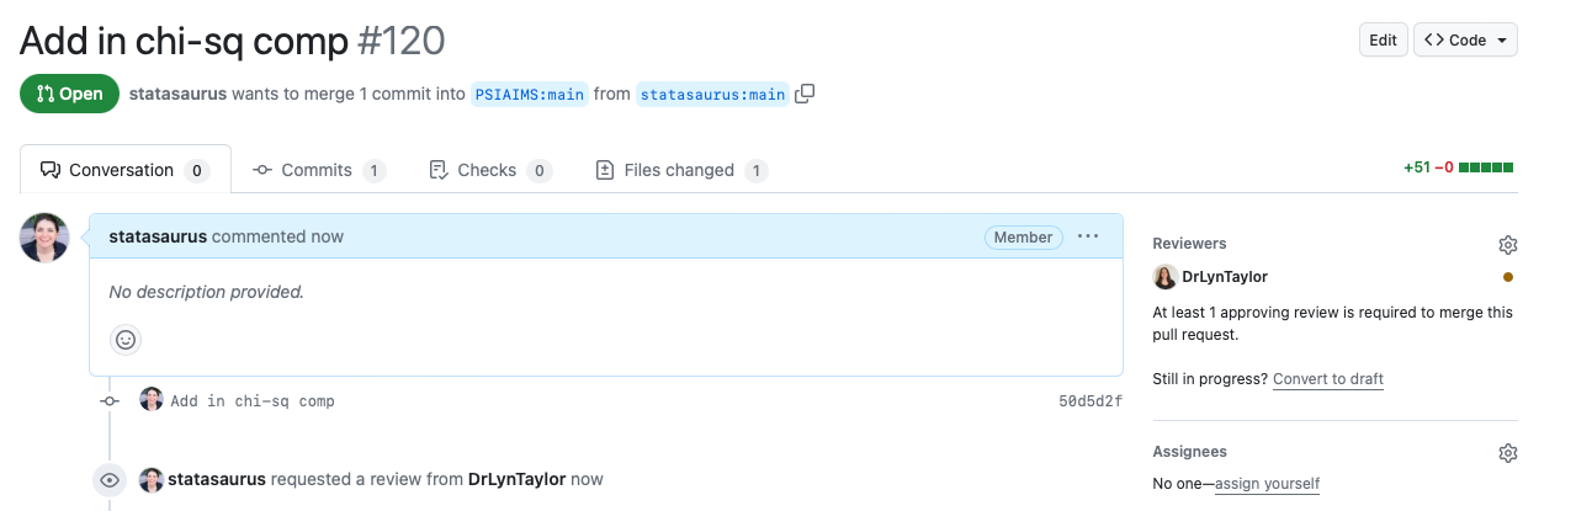 Add in chi-sq comp #120
Edit
Code
Open
statasaurus wants to merge 1 commit into PSIAIMS:main from statasaurus:main
Conversation 0
Commits 1
Checks 0
Files changed 1
+51 −0
statasaurus commented now
Member
No description provided.
Add in chi-sq comp
50d5d2f
statasaurus requested a review from DrLynTaylor now
Reviewers
DrLynTaylor
At least 1 approving review is required to merge this
pull request.
Still in progress? Convert to draft
Assignees
No one—assign yourself